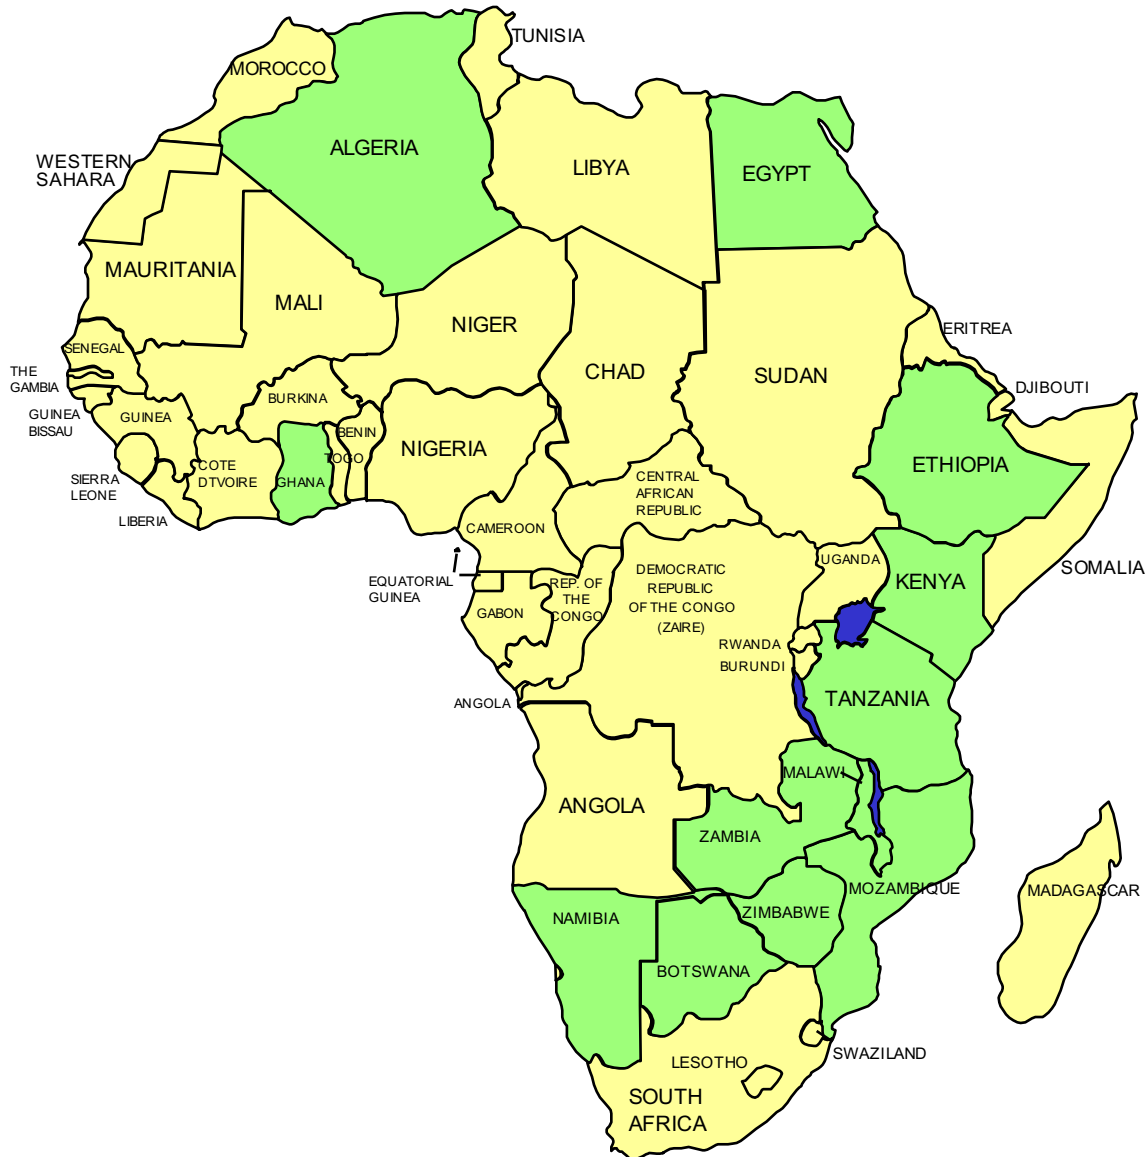 TUNISIA
MOROCCO
ALGERIA
WESTERN
SAHARA
LIBYA
EGYPT
MAURITANIA
MALI
NIGER
ERITREA
SENEGAL
THE
GAMBIA
CHAD
SUDAN
DJIBOUTI
BURKINA
GUINEA
BISSAU
GUINEA
BENIN
NIGERIA
TOGO
ETHIOPIA
COTE
DTVOIRE
GHANA
SIERRA
LEONE
CENTRAL
AFRICAN
REPUBLIC
LIBERIA
CAMEROON
UGANDA
SOMALIA
EQUATORIAL
GUINEA
REP. OF
THE
CONGO
DEMOCRATIC
REPUBLIC
OF THE CONGO
(ZAIRE)
KENYA
GABON
RWANDA
BURUNDI
ANGOLA
TANZANIA
MALAWI
ANGOLA
ZAMBIA
MOZAMBIQUE
MADAGASCAR
NAMIBIA
ZIMBABWE
BOTSWANA
SWAZILAND
LESOTHO
SOUTH
AFRICA